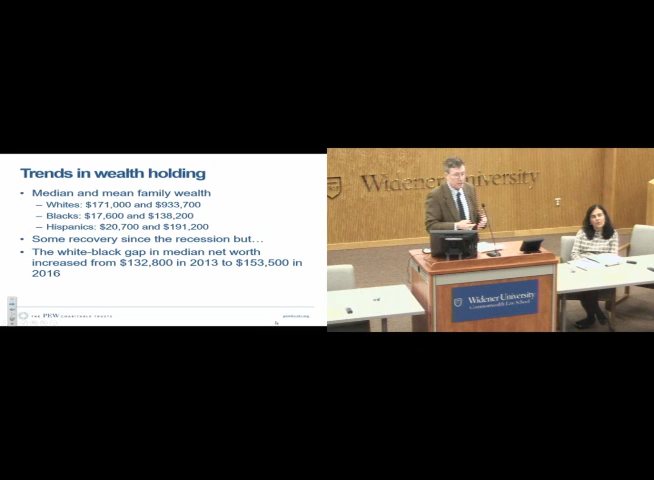 Trends in wealth holding
• Median and mean family wealth
– Whites: $171,000 and $933,700
– Blacks: $17,600 and $138,200
– Hispanics: $20,700 and $191,200
• Some recovery since the recession but…
• The white-black gap in median net worth
increased from $132,800 in 2013 to $153,500 in
2016
THE PEW CHARITABLE TRUSTS
pewtrusts.org
Widener University
WIDENER UNIVERSITY
Commonwealth Law School